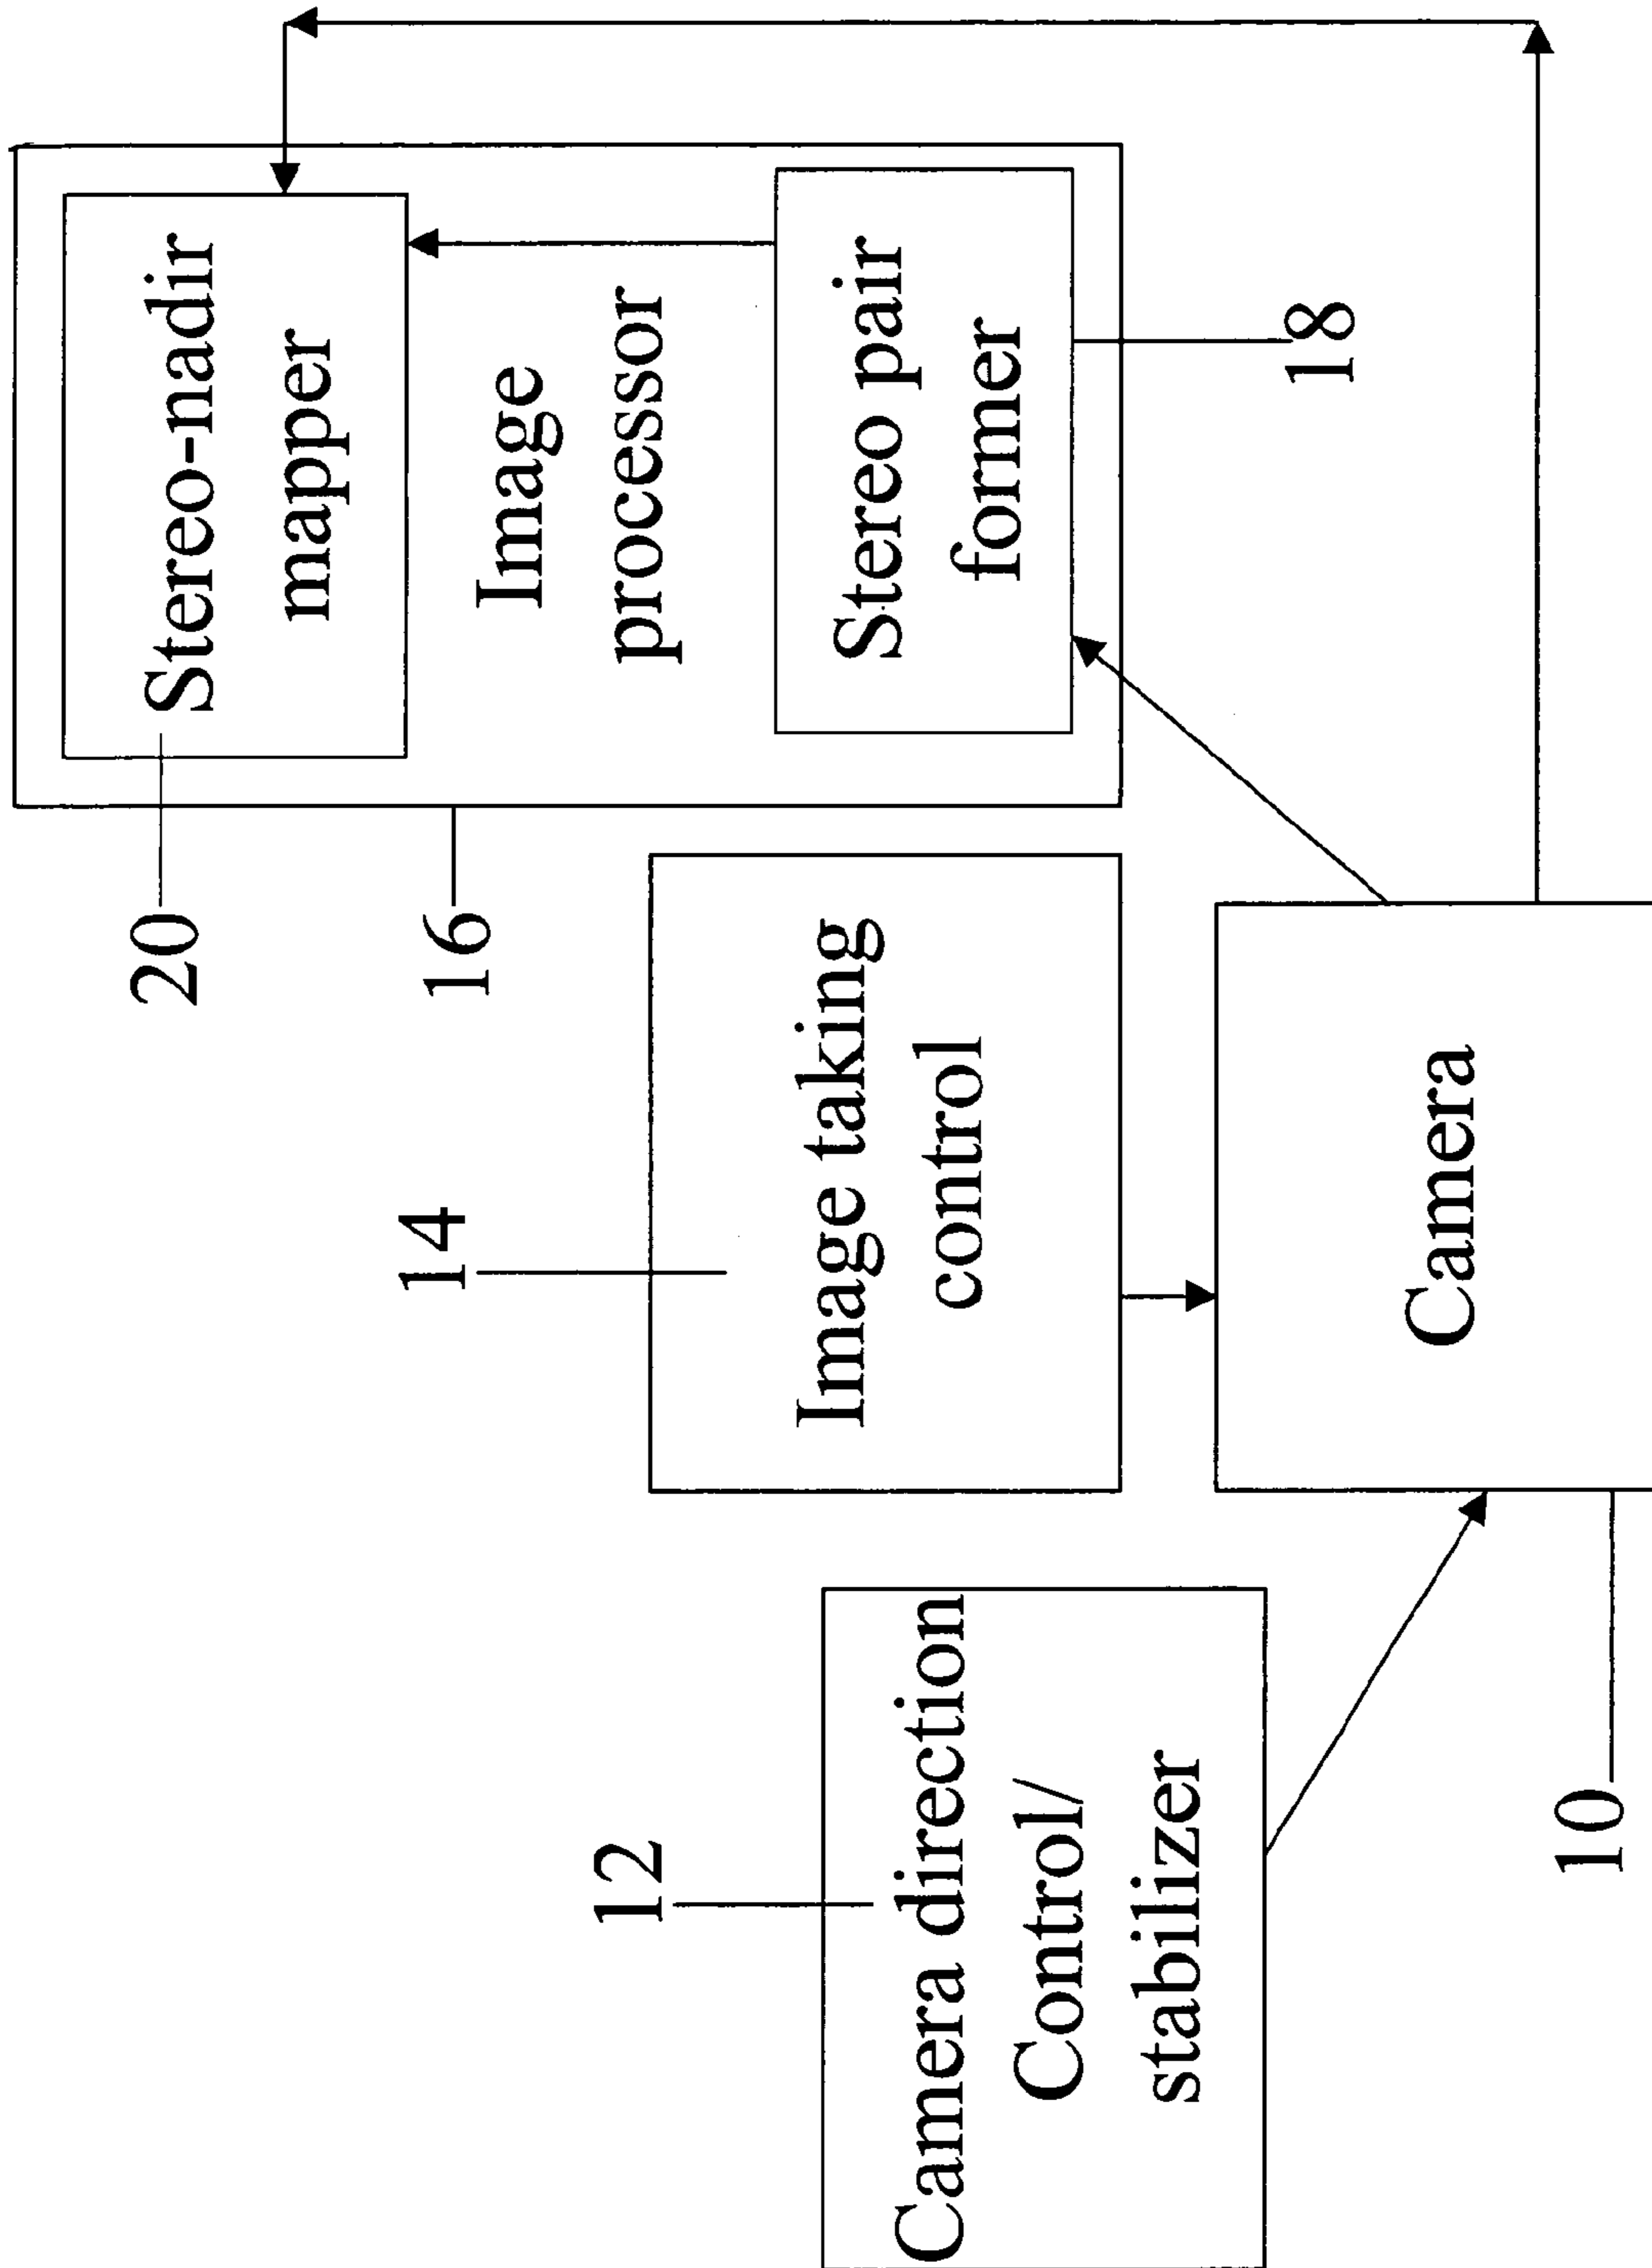 20
Stereo-nadir
mapper
16
Image
processor
14
12
Image taking
control
Stereo pair
former
Camera direction
Control/
stabilizer
18
Camera
10